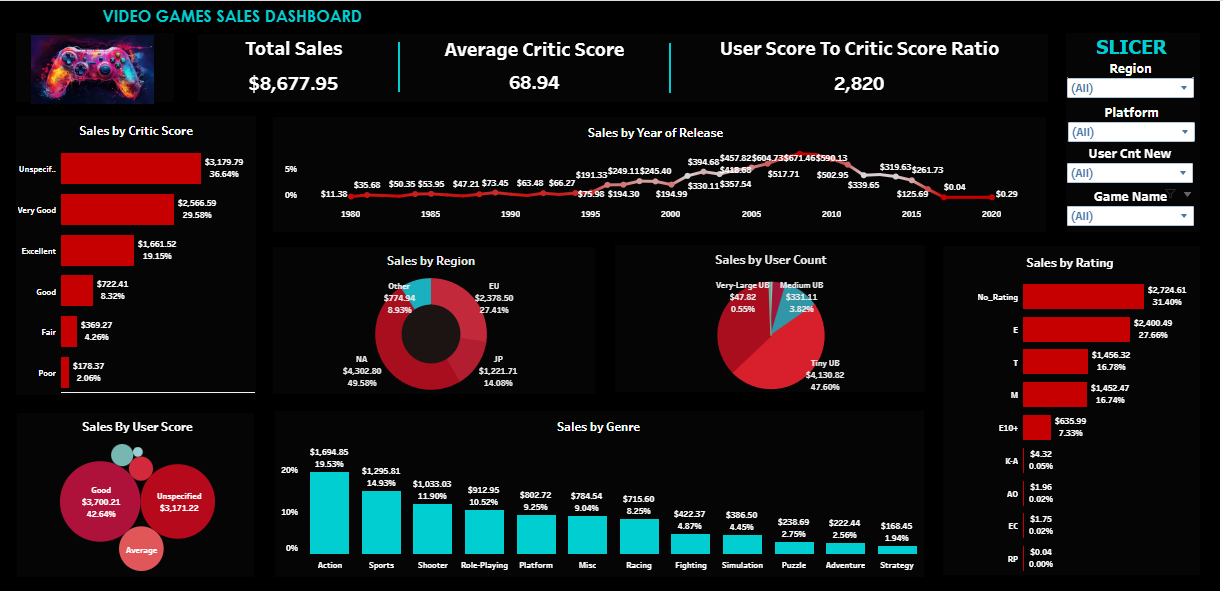 VIDEO GAMES SALES DASHBOARD
Total Sales
$8,677.95
Average Critic Score
68.94
User Score To Critic Score Ratio
2,820
SLICER
Region
(All)
Platform
(All)
User Cnt New
(All)
Game Name
(All)
Sales by Critic Score
Unspecif..
$3,179.79
36.64%
Very Good
$2,566.59
29.58%
Excellent
$1,661.52
19.15%
Good
$722.41
8.32%
Fair
$369.27
4.26%
Poor
$178.37
2.06%
Sales by Year of Release
5%
0%
$11.38
$35.68
$50.35
$53.95
$47.21
$73.45
$63.48
$66.27
$75.98
$191.33
$194.30
$249.11
$245.40
$194.99
$394.68
$330.11
$457.82
$357.54
$604.73
$517.71
$671.46
$590.13
$502.95
$339.65
$319.63
$261.73
$125.69
$0.04
$0.29
1980
1985
1990
1995
2000
2005
2010
2015
2020
Sales by Region
Other
$774.94
8.93%
EU
$2,378.50
27.41%
NA
$4,302.80
49.58%
JP
$1,221.71
14.08%
Sales by User Count
Very-Large UB
$47.82
0.55%
Medium UB
$331.11
3.82%
Tiny UB
$4,130.82
47.60%
Sales by Rating
No_Rating
$2,724.61
31.40%
E
$2,400.49
27.66%
T
$1,456.32
16.78%
M
$1,452.47
16.74%
E10+
$635.99
7.33%
K-A
$4.32
0.05%
AO
$1.96
0.02%
EC
$1.75
0.02%
RP
$0.04
0.00%
Sales By User Score
Good
$3,700.21
42.64%
Unspecified
$3,171.22
Average
Sales by Genre
20%
10%
0%
$1,694.85
19.53%
$1,295.81
14.93%
$1,033.03
11.90%
$912.95
10.52%
$802.72
9.25%
$784.54
9.04%
$715.60
8.25%
$422.37
4.87%
$386.50
4.45%
$238.69
2.75%
$222.44
2.56%
$168.45
1.94%
Action
Sports
Shooter
Role-Playing
Platform
Misc
Racing
Fighting
Simulation
Puzzle
Adventure
Strategy